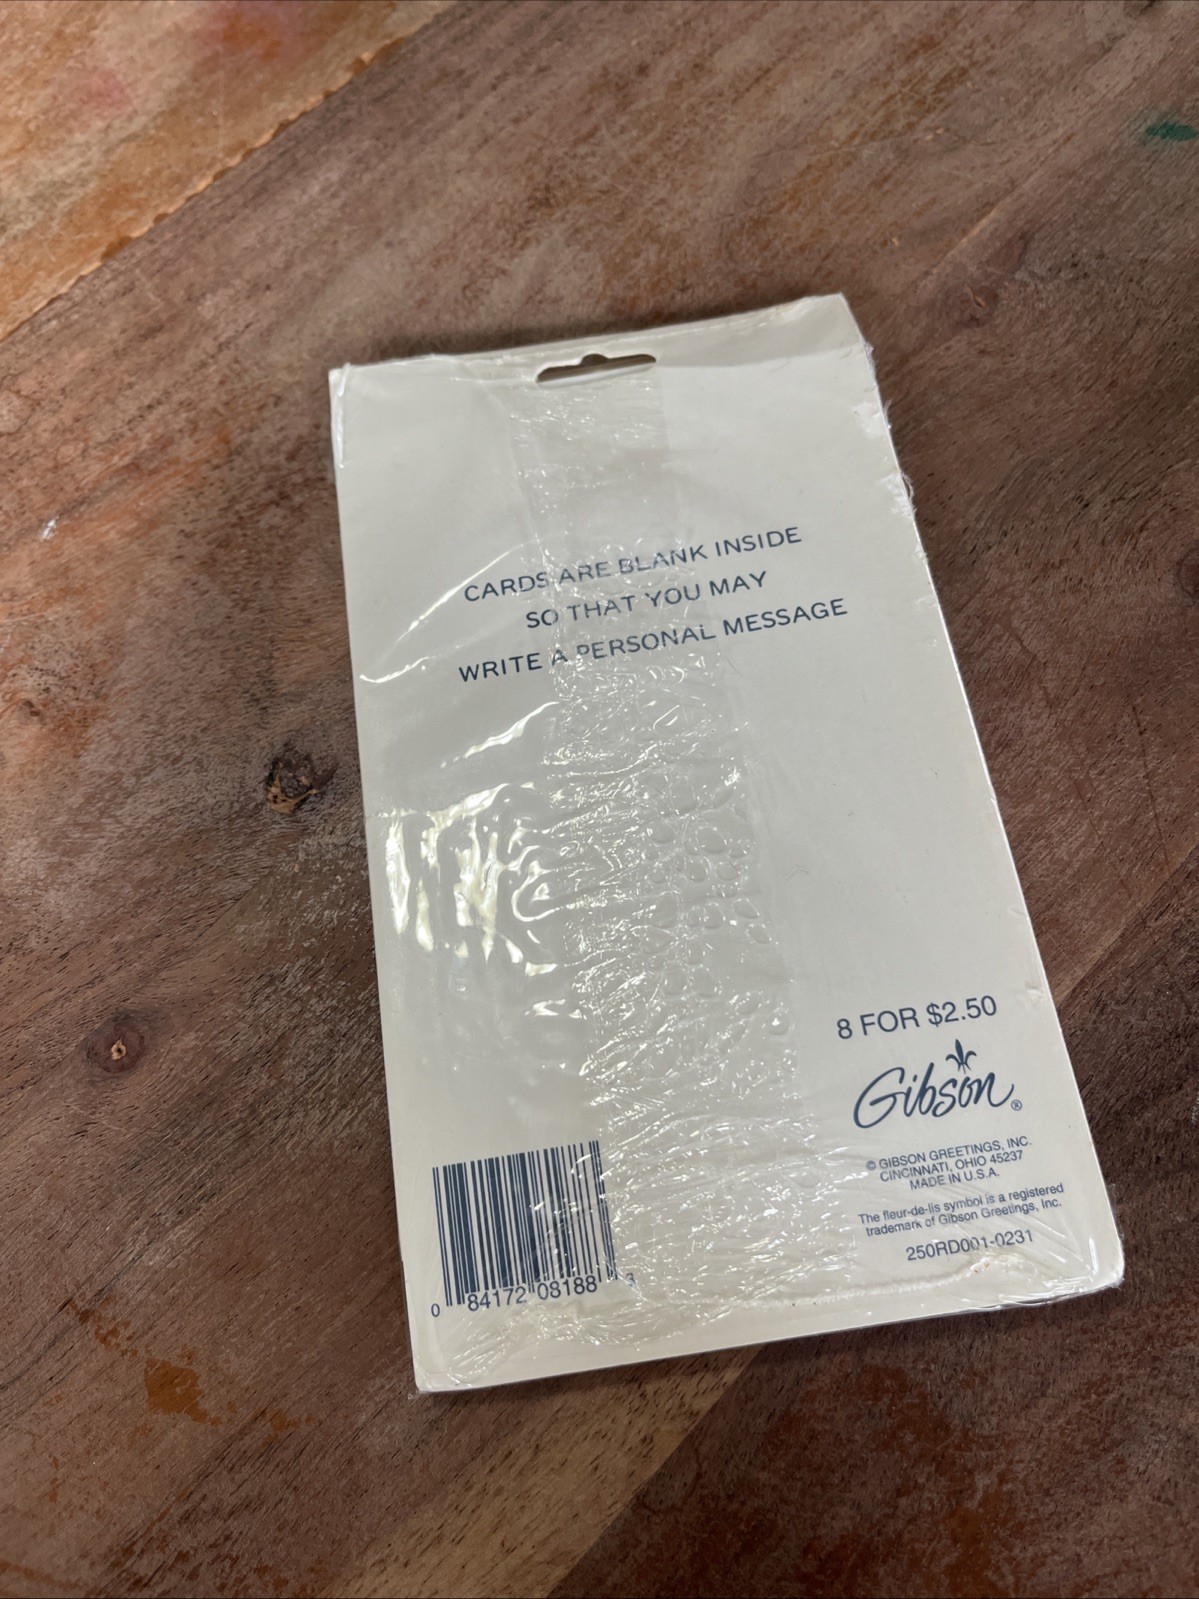 CARDS ARE BLANK INSIDE
SO THAT YOU MAY
WRITE A PERSONAL MESSAGE
8 FOR $2.50
Gibson®
© GIBSON GREETINGS, INC.
CINCINNATI, OHIO 45237
MADE IN U.S.A.
The fleur-de-lis symbol is a registered
trademark of Gibson Greetings, Inc.
250RD001-0231
0 84172 08188 3